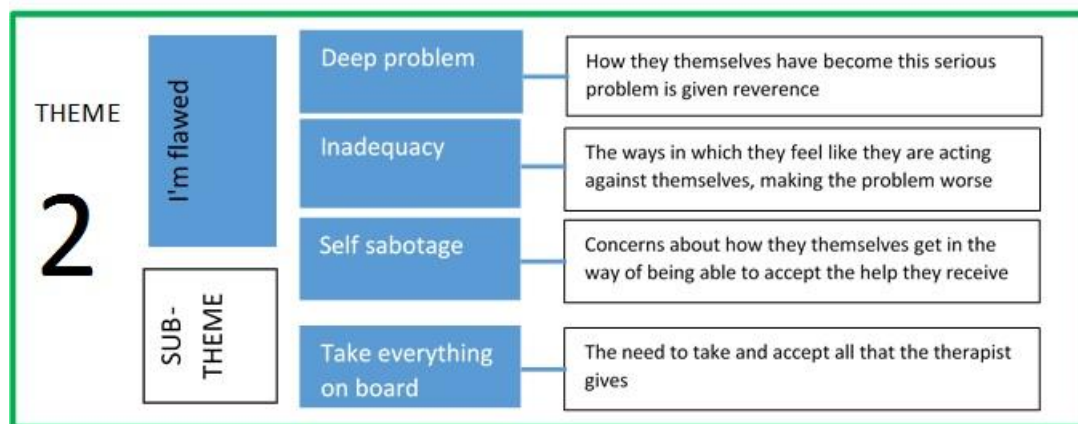 THEME
2
I'm flawed
SUB-
THEME
Deep problem
How they themselves have become this serious
problem is given reverence
Inadequacy
The ways in which they feel like they are acting
against themselves, making the problem worse
Self sabotage
Concerns about how they themselves get in the
way of being able to accept the help they receive
Take everything
on board
The need to take and accept all that the therapist
gives